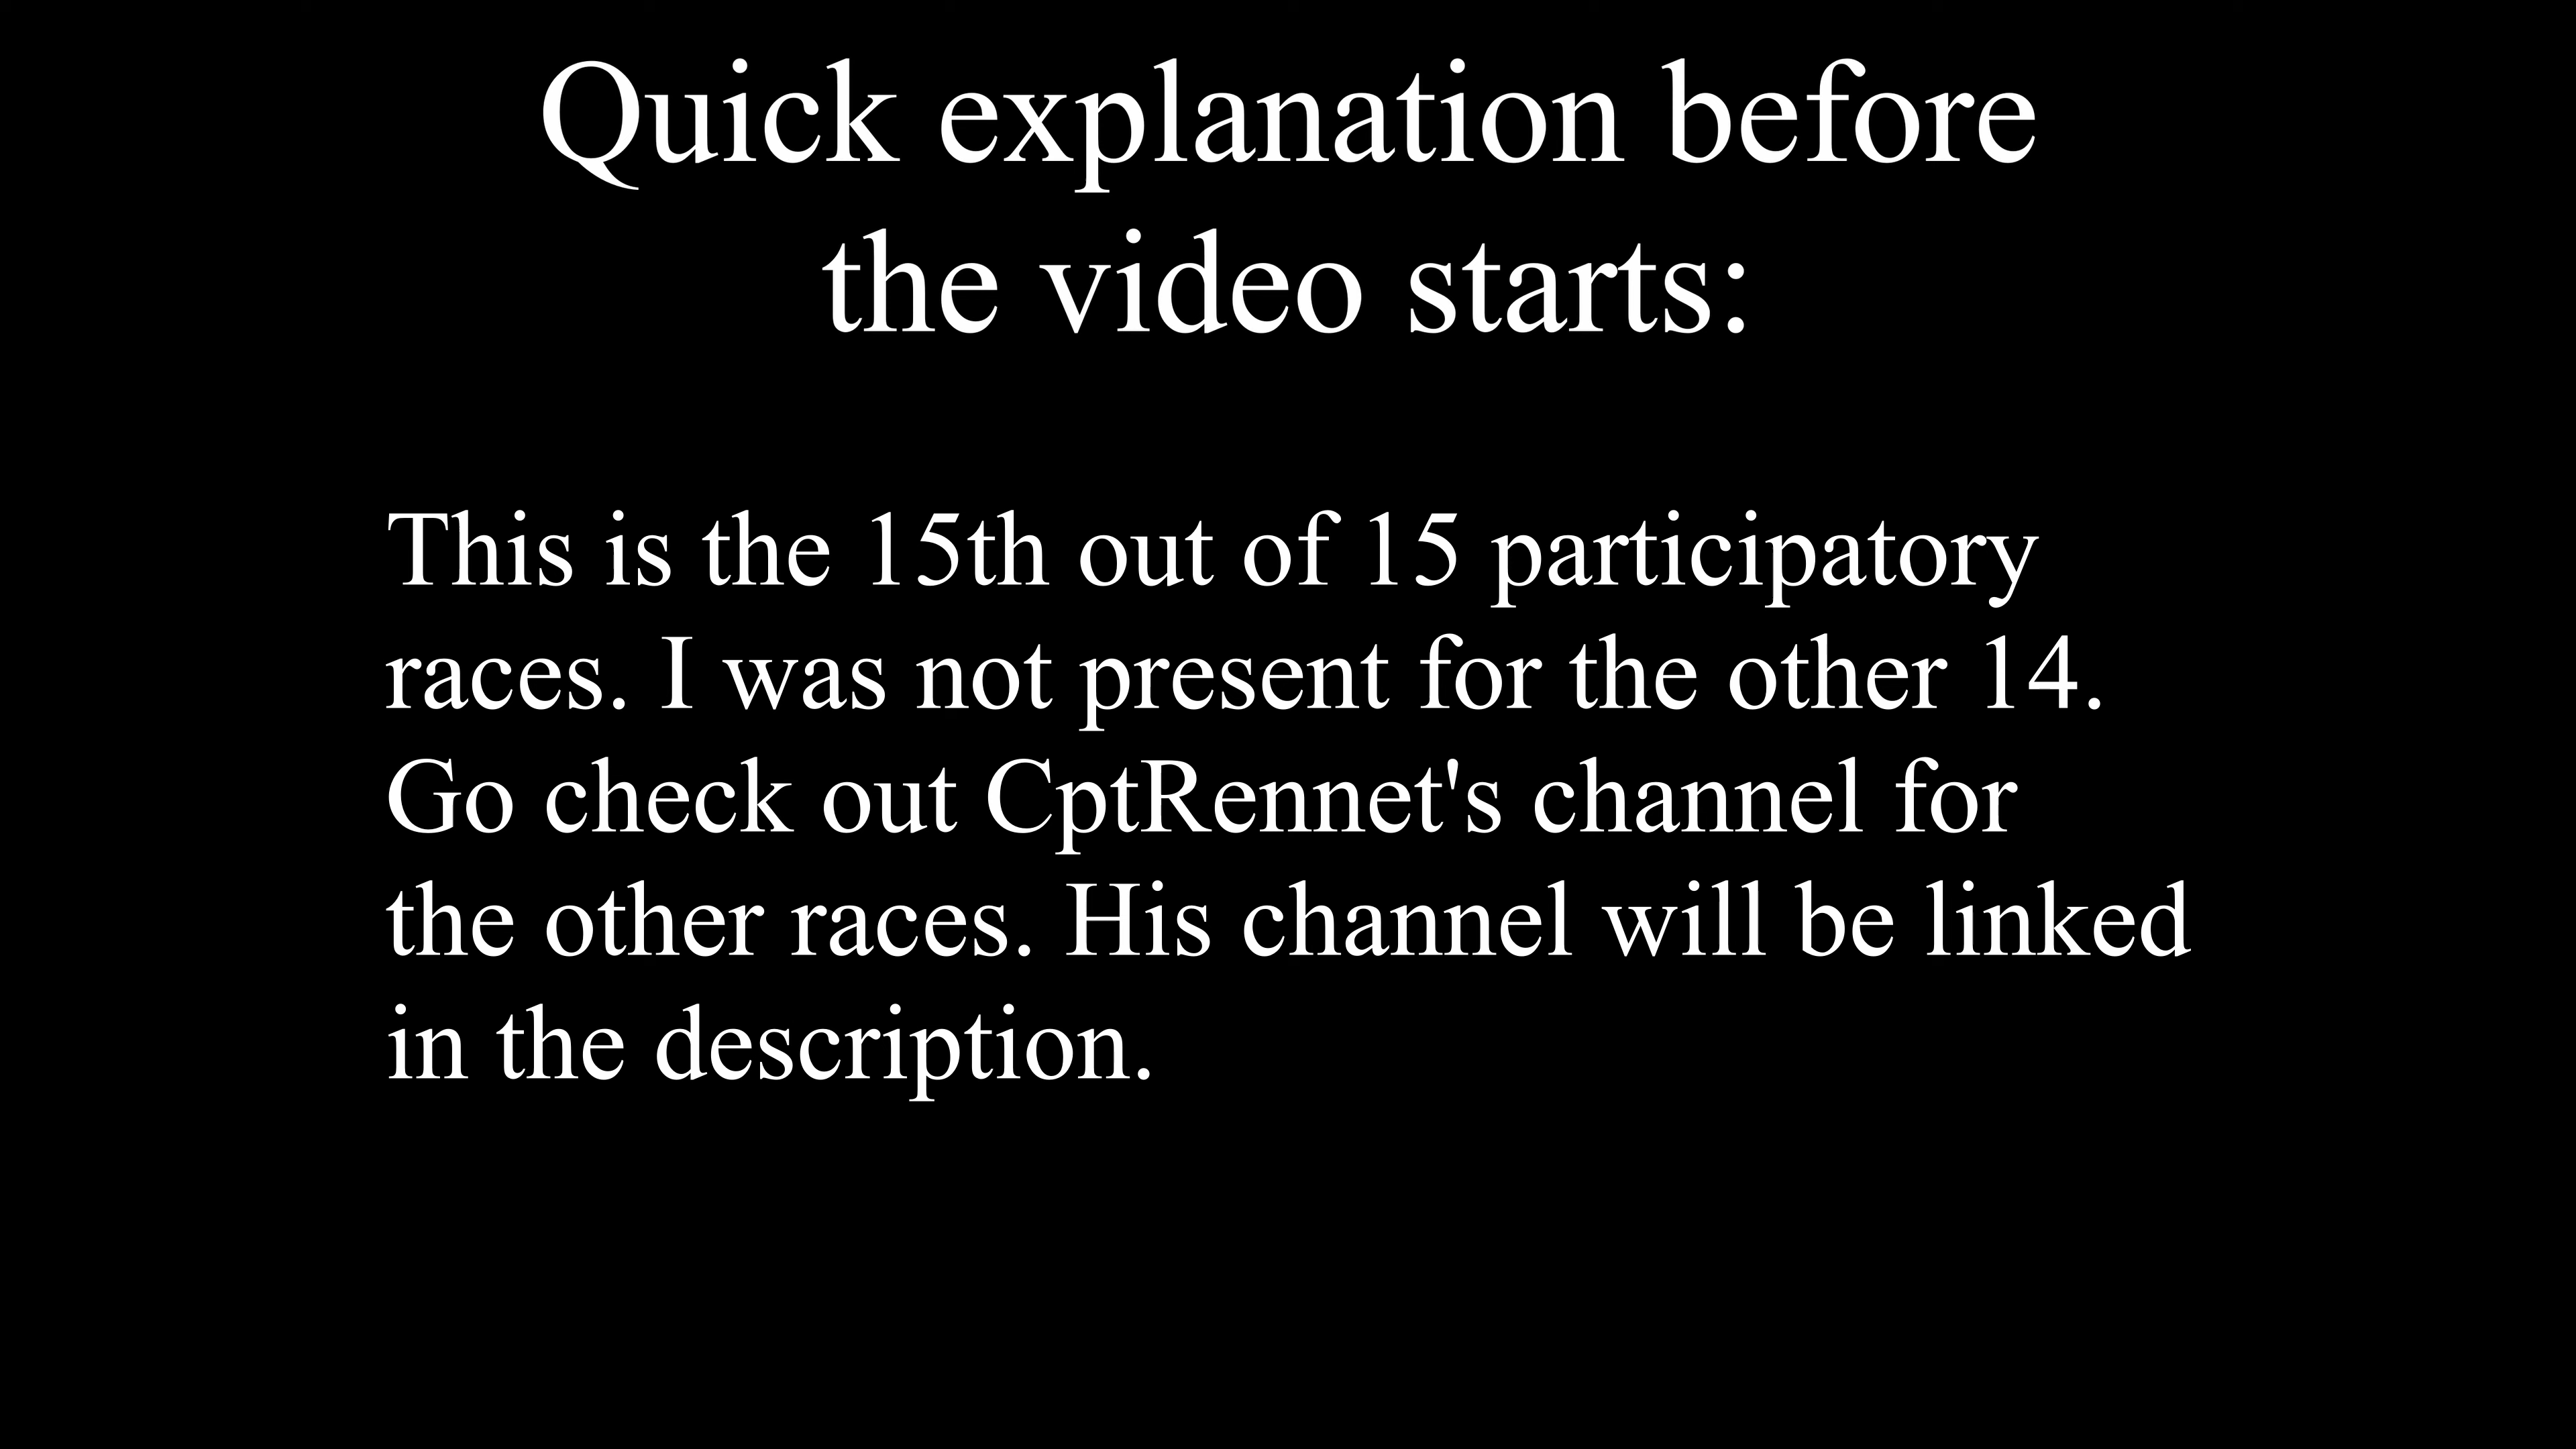 Quick explanation before
the video starts:
This is the 15th out of 15 participatory
races. I was not present for the other 14.
Go check out CptRennet's channel for
the other races. His channel will be linked
in the description.